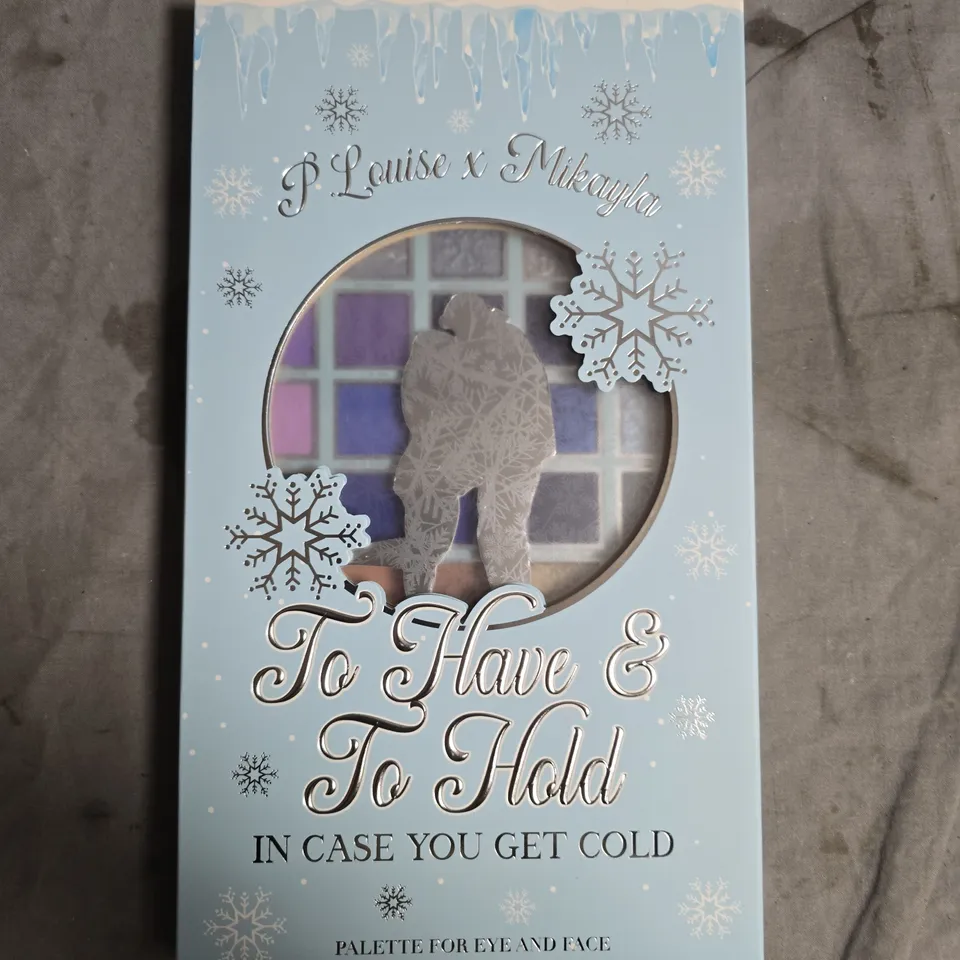 P Louise x Mikayla
To Have &
To Hold
IN CASE YOU GET COLD
PALETTE FOR EYE AND FACE